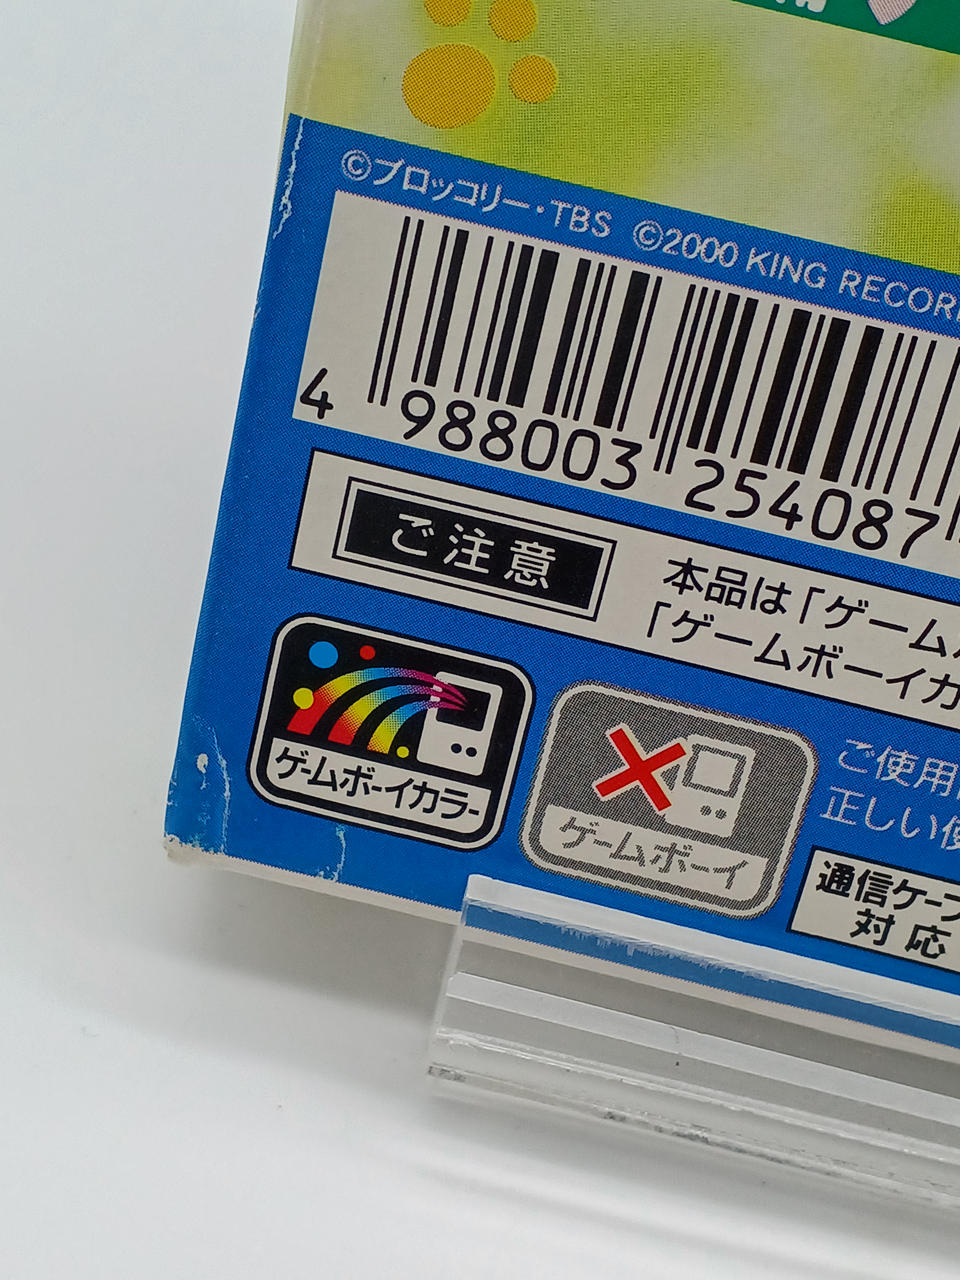 ©ブロッコリー・TBS ©2000 KING RECOR
4 988003 254087
ご注意
本品は「ゲーム
「ゲームボーイカ
ゲームボーイカラー
ゲームボーイ
ご使用
正しい使
通信ケーブ
対応